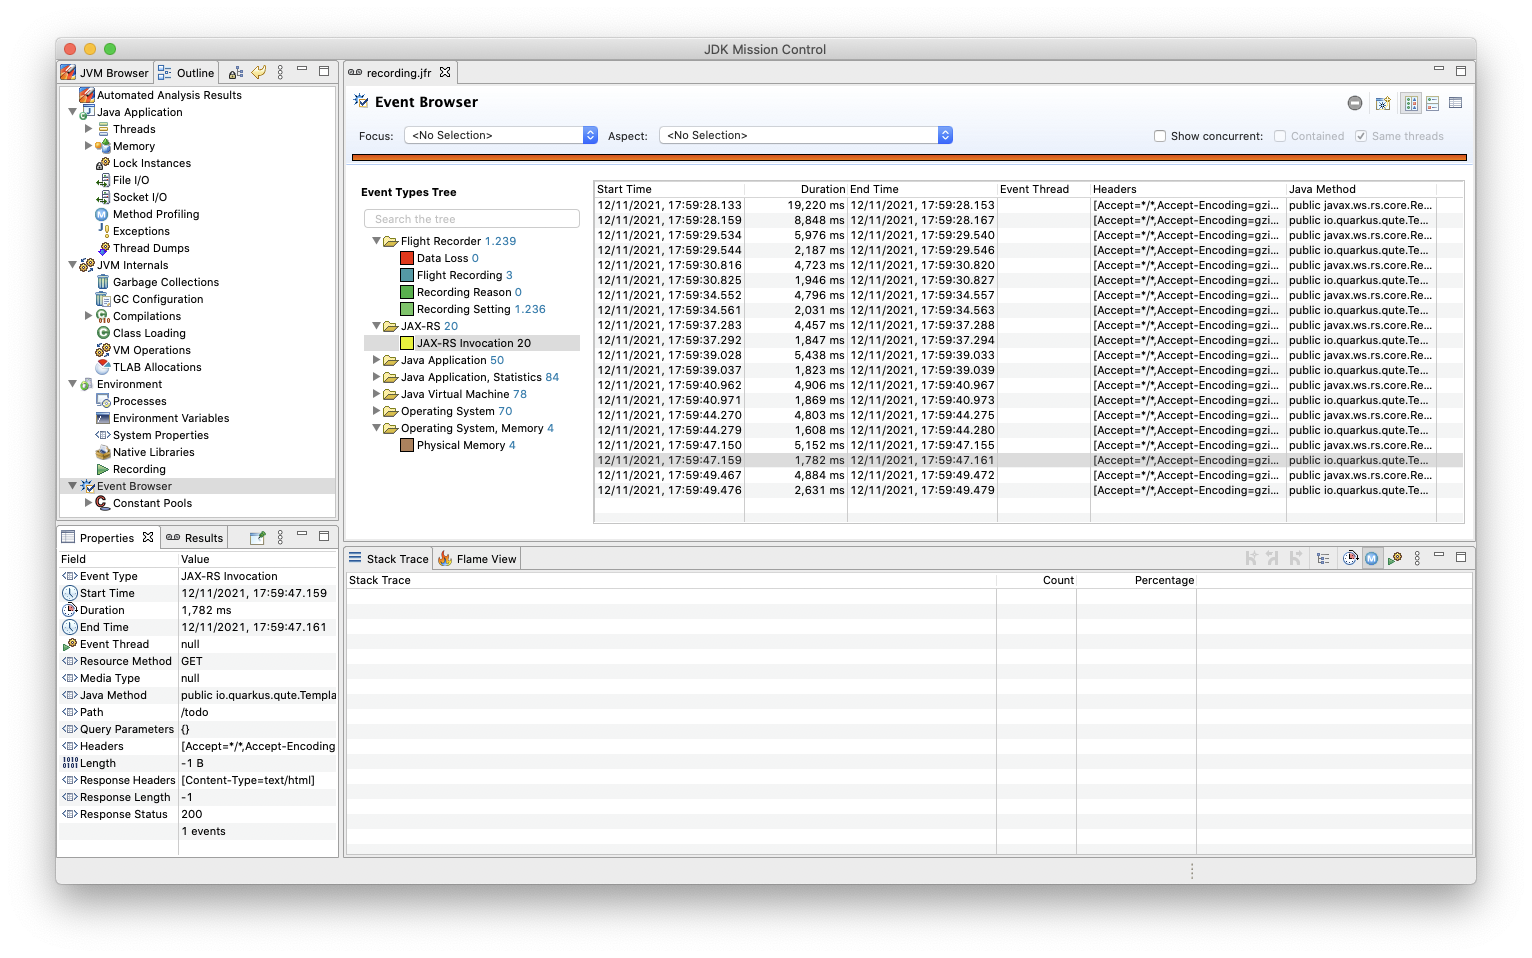 JDK Mission Control
JVM Browser Outline
Automated Analysis Results
Java Application
Threads
Memory
Lock Instances
File I/O
Socket I/O
Method Profiling
Exceptions
Thread Dumps
JVM Internals
Garbage Collections
GC Configuration
Compilations
Class Loading
VM Operations
TLAB Allocations
Environment
Processes
Environment Variables
System Properties
Native Libraries
Recording
Event Browser
Constant Pools
recording.jfr
Event Browser
Focus: <No Selection> Aspect: <No Selection> Show concurrent: Contained Same threads
Event Types Tree
Search the tree
Flight Recorder 1.239
Data Loss 0
Flight Recording 3
Recording Reason 0
Recording Setting 1.236
JAX-RS 20
JAX-RS Invocation 20
Java Application 50
Java Application, Statistics 84
Java Virtual Machine 78
Operating System 70
Operating System, Memory 4
Physical Memory 4
Start Time Duration End Time Event Thread Headers Java Method
12/11/2021, 17:59:28.133 19,220 ms 12/11/2021, 17:59:28.153 [Accept=*/*,Accept-Encoding=gzi... public javax.ws.rs.core.Re...
12/11/2021, 17:59:28.159 8,848 ms 12/11/2021, 17:59:28.167 [Accept=*/*,Accept-Encoding=gzi... public io.quarkus.qute.Te...
12/11/2021, 17:59:29.534 5,976 ms 12/11/2021, 17:59:29.540 [Accept=*/*,Accept-Encoding=gzi... public javax.ws.rs.core.Re...
12/11/2021, 17:59:29.544 2,187 ms 12/11/2021, 17:59:29.546 [Accept=*/*,Accept-Encoding=gzi... public io.quarkus.qute.Te...
12/11/2021, 17:59:30.816 4,723 ms 12/11/2021, 17:59:30.820 [Accept=*/*,Accept-Encoding=gzi... public javax.ws.rs.core.Re...
12/11/2021, 17:59:30.825 1,946 ms 12/11/2021, 17:59:30.827 [Accept=*/*,Accept-Encoding=gzi... public io.quarkus.qute.Te...
12/11/2021, 17:59:34.552 4,796 ms 12/11/2021, 17:59:34.557 [Accept=*/*,Accept-Encoding=gzi... public javax.ws.rs.core.Re...
12/11/2021, 17:59:34.561 2,031 ms 12/11/2021, 17:59:34.563 [Accept=*/*,Accept-Encoding=gzi... public io.quarkus.qute.Te...
12/11/2021, 17:59:37.283 4,457 ms 12/11/2021, 17:59:37.288 [Accept=*/*,Accept-Encoding=gzi... public javax.ws.rs.core.Re...
12/11/2021, 17:59:37.292 1,847 ms 12/11/2021, 17:59:37.294 [Accept=*/*,Accept-Encoding=gzi... public io.quarkus.qute.Te...
12/11/2021, 17:59:39.028 5,438 ms 12/11/2021, 17:59:39.033 [Accept=*/*,Accept-Encoding=gzi... public javax.ws.rs.core.Re...
12/11/2021, 17:59:39.037 1,823 ms 12/11/2021, 17:59:39.039 [Accept=*/*,Accept-Encoding=gzi... public io.quarkus.qute.Te...
12/11/2021, 17:59:40.962 4,906 ms 12/11/2021, 17:59:40.967 [Accept=*/*,Accept-Encoding=gzi... public javax.ws.rs.core.Re...
12/11/2021, 17:59:40.971 1,869 ms 12/11/2021, 17:59:40.973 [Accept=*/*,Accept-Encoding=gzi... public io.quarkus.qute.Te...
12/11/2021, 17:59:44.270 4,803 ms 12/11/2021, 17:59:44.275 [Accept=*/*,Accept-Encoding=gzi... public javax.ws.rs.core.Re...
12/11/2021, 17:59:44.279 1,608 ms 12/11/2021, 17:59:44.280 [Accept=*/*,Accept-Encoding=gzi... public io.quarkus.qute.Te...
12/11/2021, 17:59:47.150 5,152 ms 12/11/2021, 17:59:47.155 [Accept=*/*,Accept-Encoding=gzi... public javax.ws.rs.core.Re...
12/11/2021, 17:59:47.159 1,782 ms 12/11/2021, 17:59:47.161 [Accept=*/*,Accept-Encoding=gzi... public io.quarkus.qute.Te...
12/11/2021, 17:59:49.467 4,884 ms 12/11/2021, 17:59:49.472 [Accept=*/*,Accept-Encoding=gzi... public javax.ws.rs.core.Re...
12/11/2021, 17:59:49.476 2,631 ms 12/11/2021, 17:59:49.479 [Accept=*/*,Accept-Encoding=gzi... public io.quarkus.qute.Te...
Properties Results
Field Value
Event Type JAX-RS Invocation
Start Time 12/11/2021, 17:59:47.159
Duration 1,782 ms
End Time 12/11/2021, 17:59:47.161
Event Thread null
Resource Method GET
Media Type null
Java Method public io.quarkus.qute.Templa
Path /todo
Query Parameters {}
Headers [Accept=*/*,Accept-Encoding
Length -1 B
Response Headers [Content-Type=text/html]
Response Length -1
Response Status 200
1 events
Stack Trace Flame View
Stack Trace Count Percentage